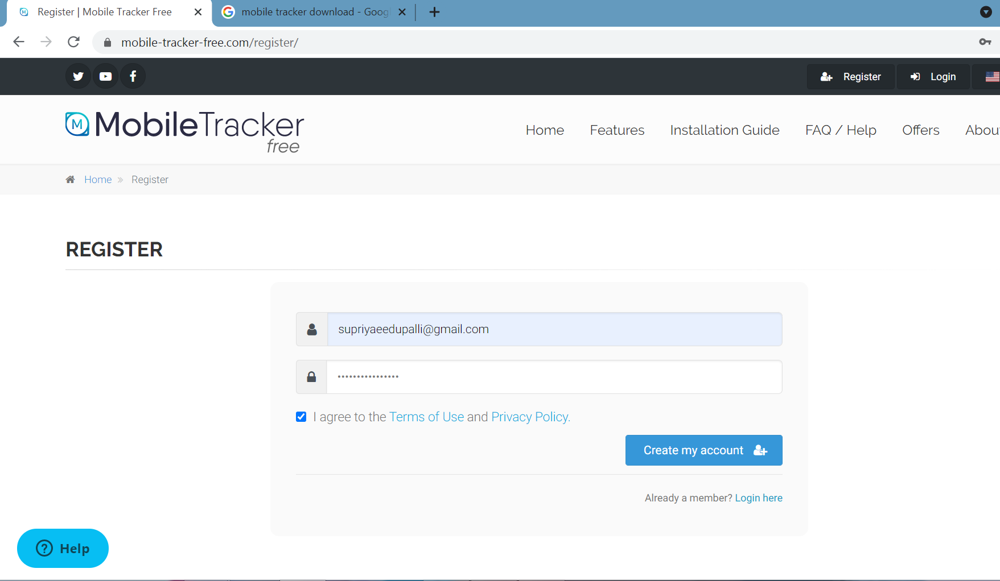 Register | Mobile Tracker Free
mobile tracker download - Goog
mobile-tracker-free.com/register/
Register
Login
M MobileTracker
free
Home
Features
Installation Guide
FAQ / Help
Offers
Abou
Home » Register
REGISTER
supriyaeedupalli@gmail.com
••••••••••••••••
I agree to the Terms of Use and Privacy Policy.
Create my account
Already a member? Login here
? Help